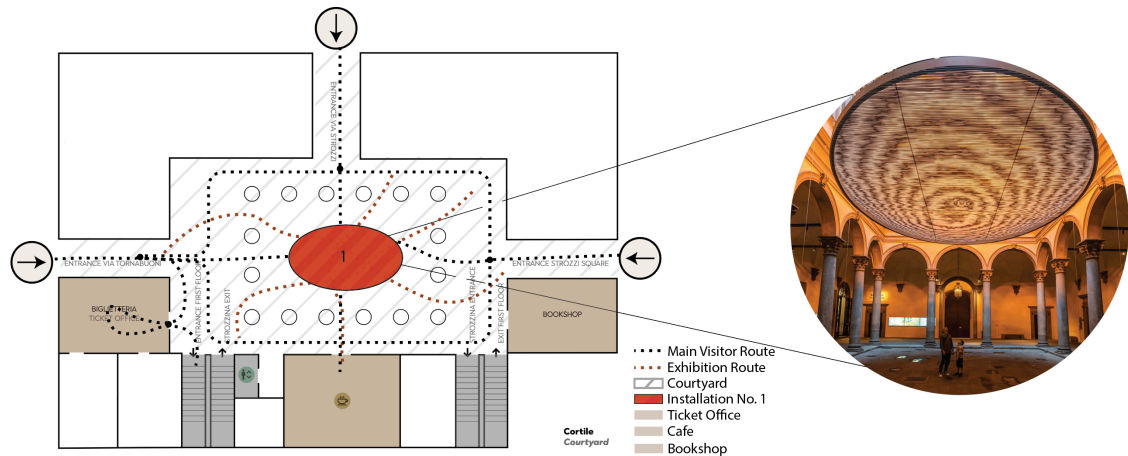 ENTRANCE VIA STROZZI
1
ENTRANCE VIA TORNABUONI
ENTRANCE STROZZI SQUARE
BIGLIETTERIA
TICKET OFFICE
ENTRANCE FIRST FLOOR
STROZZINA EXIT
STROZZINA ENTRANCE
EXIT FIRST FLOOR
BOOKSHOP
Main Visitor Route
Exhibition Route
Courtyard
Installation No. 1
Ticket Office
Cafe
Bookshop
Cortile
Courtyard